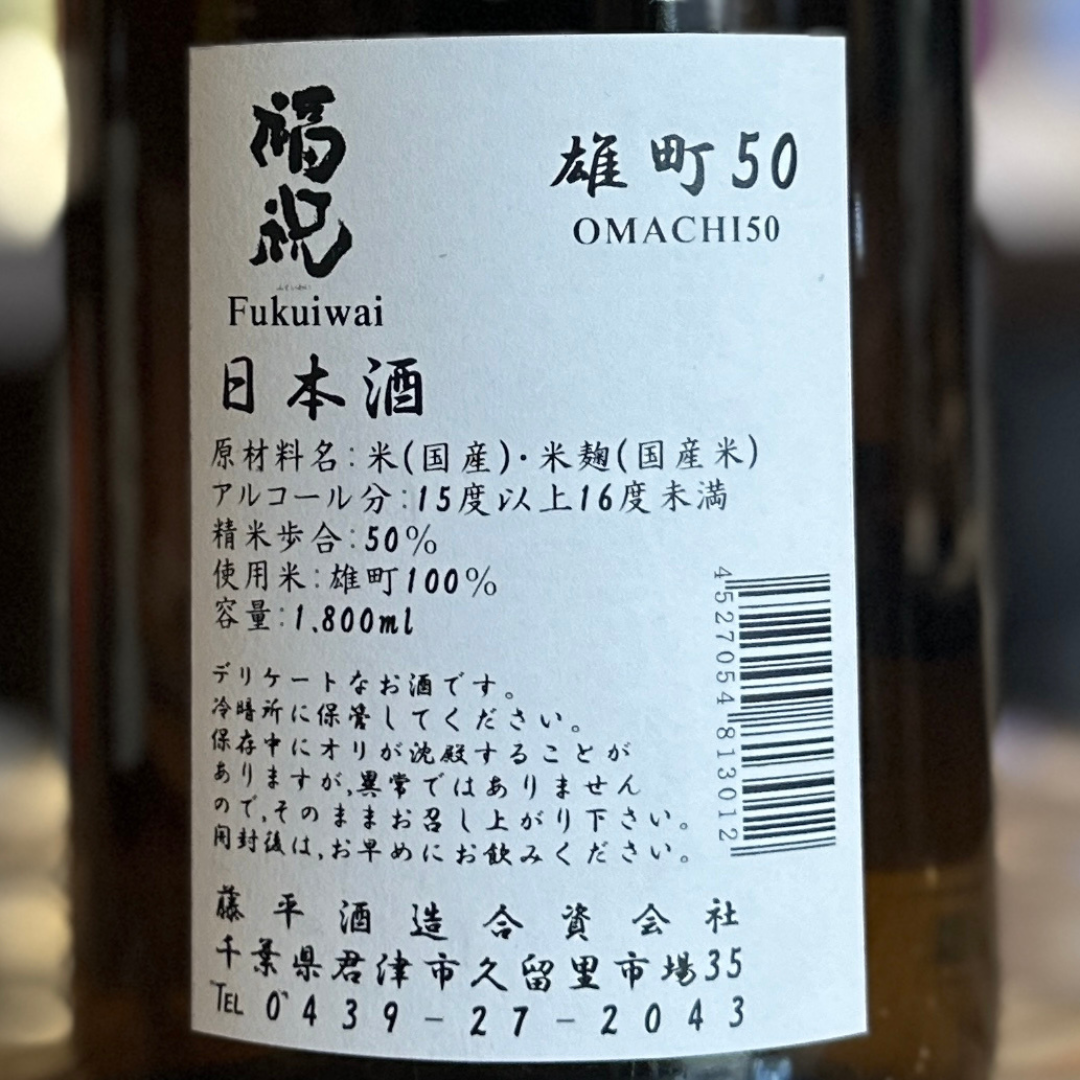 福祝
ふくいわい
Fukuiwai
雄町50
OMACHI50
日本酒
原材料名:米(国産)・米麹(国産米)
アルコール分:15度以上16度未満
精米歩合:50%
使用米:雄町100%
容量:1,800ml
デリケートなお酒です。
冷暗所に保管してください。
保存中にオリが沈殿することが
ありますが、異常ではありません
ので、そのままお召し上がり下さい。
開封後は、お早めにお飲みください。
4527054813012
藤平酒造合資会社
千葉県君津市久留里市場35
TEL 0439-27-2043